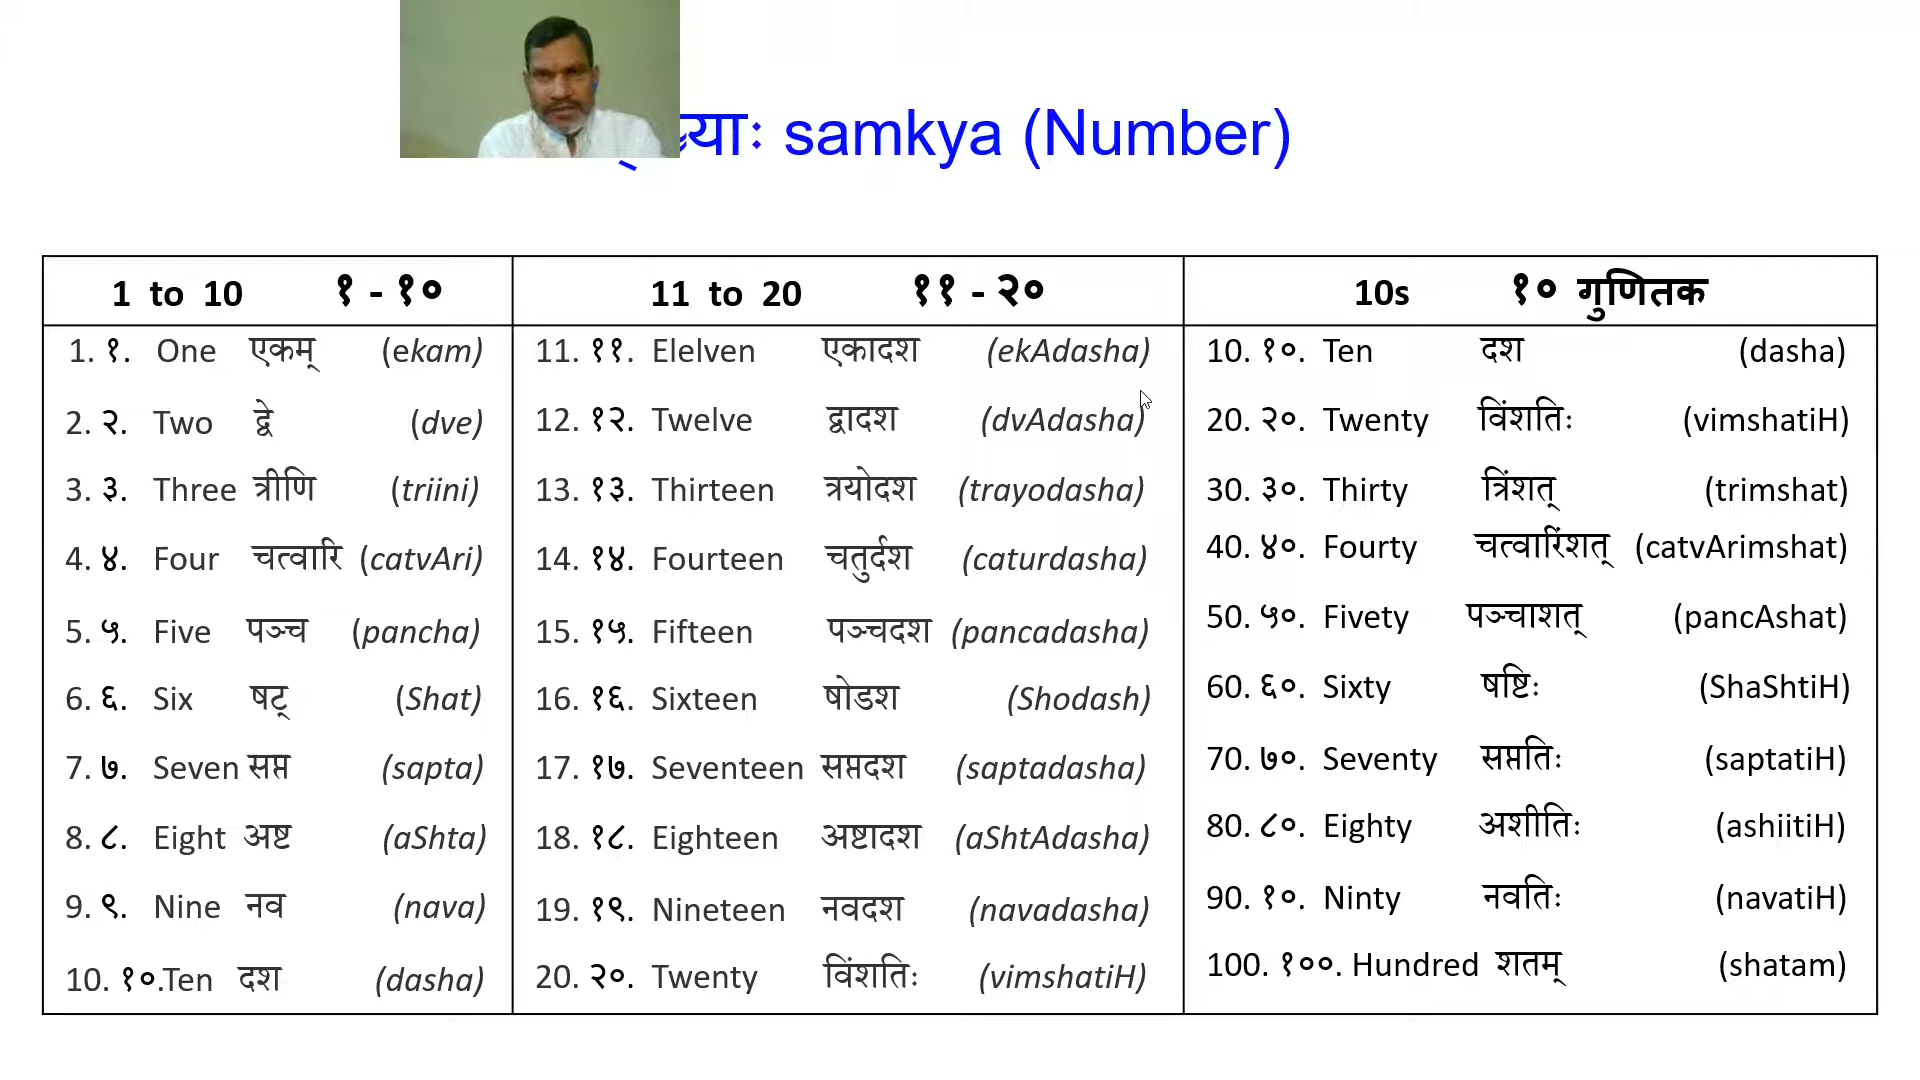 samkya (Number)
1 to 10 १ - १०
1. १. One एकम् (ekam)
2. २. Two द्वे (dve)
3. ३. Three त्रीणि (triini)
4. ४. Four चत्वारि (catvAri)
5. ५. Five पञ्च (pancha)
6. ६. Six षट् (Shat)
7. ७. Seven सप्त (sapta)
8. ८. Eight अष्ट (aShta)
9. ९. Nine नव (nava)
10. १०.Ten दश (dasha)
11 to 20 ११ - २०
11. ११. Elelven एकादश (ekAdasha)
12. १२. Twelve द्वादश (dvAdasha)
13. १३. Thirteen त्रयोदश (trayodasha)
14. १४. Fourteen चतुर्दश (caturdasha)
15. १५. Fifteen पञ्चदश (pancadasha)
16. १६. Sixteen षोडश (Shodash)
17. १७. Seventeen सप्तदश (saptadasha)
18. १८. Eighteen अष्टादश (aShtAdasha)
19. १९. Nineteen नवदश (navadasha)
20. २०. Twenty विंशतिः (vimshatiH)
10s १० गुणितक
10. १०. Ten दश (dasha)
20. २०. Twenty विंशतिः (vimshatiH)
30. ३०. Thirty त्रिंशत् (trimshat)
40. ४०. Fourty चत्वारिंशत् (catvArimshat)
50. ५०. Fivety पञ्चाशत् (pancAshat)
60. ६०. Sixty षष्टिः (ShaShtiH)
70. ७०. Seventy सप्ततिः (saptatiH)
80. ८०. Eighty अशीतिः (ashiitiH)
90. १०. Ninty नवतिः (navatiH)
100. १००. Hundred शतम् (shatam)